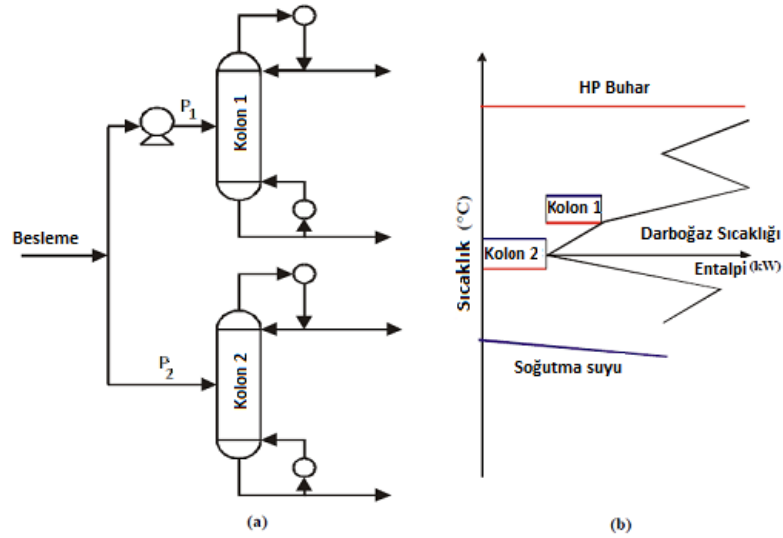 P1
Kolon 1
Besleme
P2
Kolon 2
(a)
HP Buhar
Kolon 1
Darboğaz Sıcaklığı
Kolon 2
Entalpi (kW)
Sıcaklık (°C)
Soğutma suyu
(b)